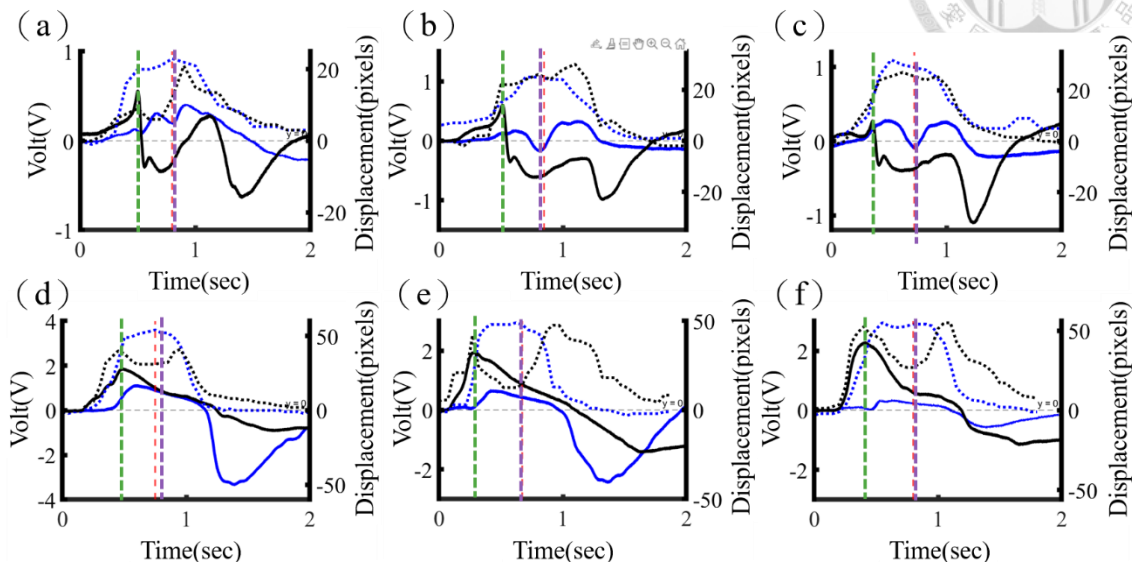 (a)
(b)
(c)
Volt(V)
1
0
-1
20
0
-20
Displacement(pixels)
y=0
0
1
2
Time(sec)
Volt(V)
1
0
-1
20
0
-20
Displacement(pixels)
0
1
2
Time(sec)
Volt(V)
1
0
-1
20
0
-20
Displacement(pixels)
y=0
0
1
2
Time(sec)
(d)
(e)
(f)
Volt(V)
4
2
0
-2
-4
50
0
-50
Displacement(pixels)
y=0
0
1
2
Time(sec)
Volt(V)
2
0
-2
50
0
-50
Displacement(pixels)
y=0
0
1
2
Time(sec)
Volt(V)
2
0
-2
50
0
-50
Displacement(pixels)
y=0
0
1
2
Time(sec)